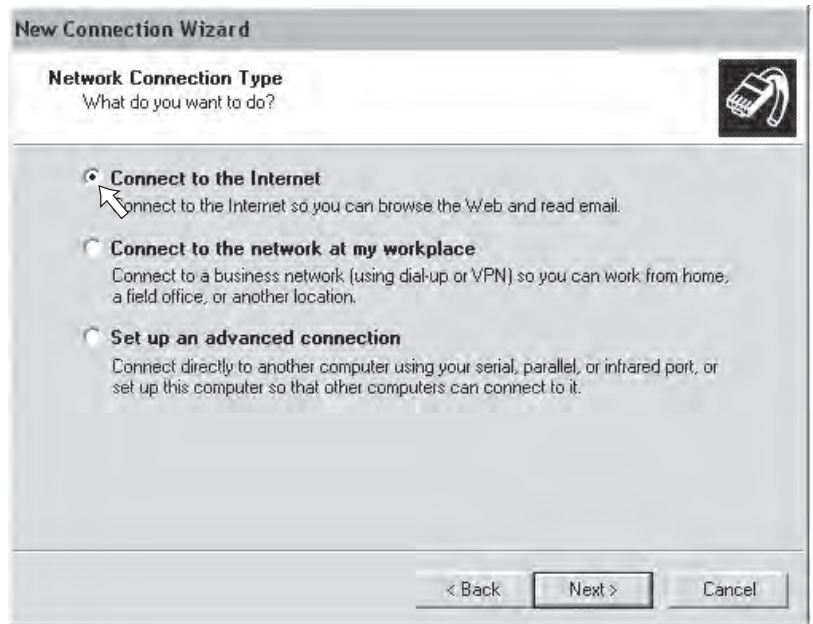 New Connection Wizard
Network Connection Type
What do you want to do?
Connect to the Internet
Connect to the Internet so you can browse the Web and read email.
Connect to the network at my workplace
Connect to a business network (using dial-up or VPN) so you can work from home,
a field office, or another location.
Set up an advanced connection
Connect directly to another computer using your serial, parallel, or infrared port, or
set up this computer so that other computers can connect to it.
< Back
Next >
Cancel